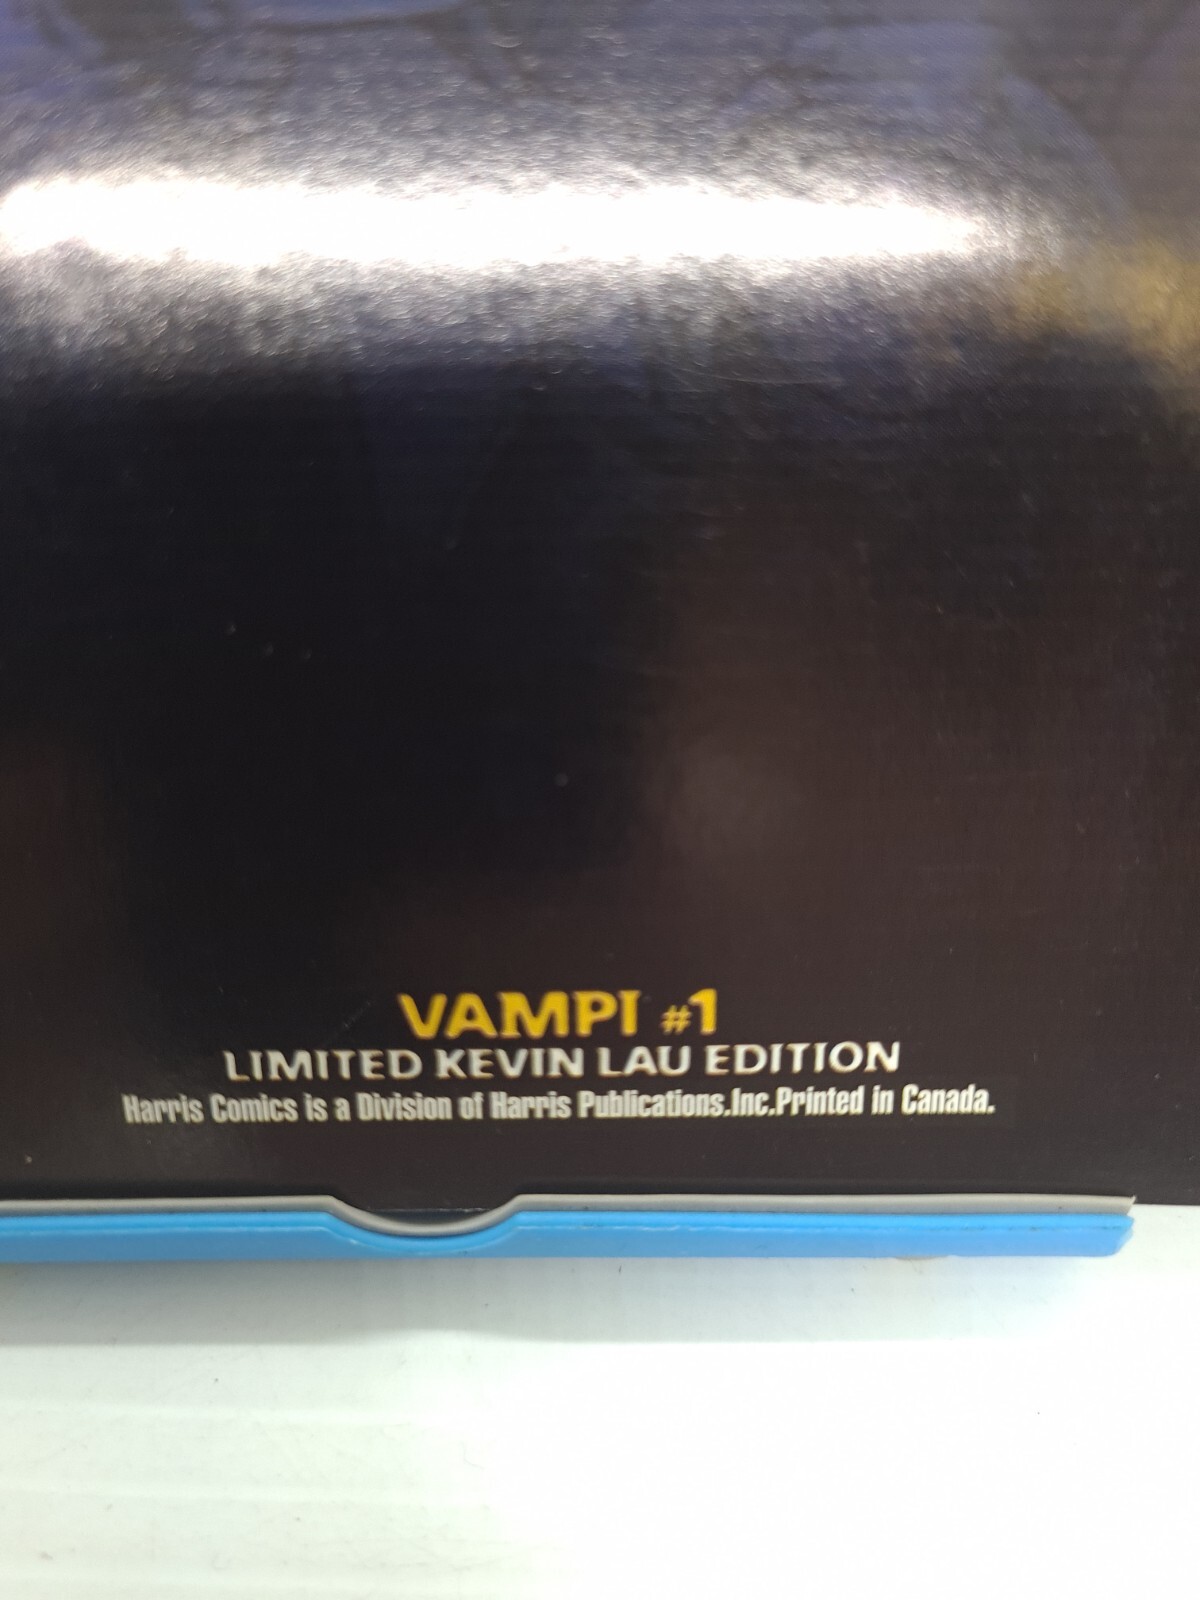 VAMPI #1
LIMITED KEVIN LAU EDITION
Harris Comics is a Division of Harris Publications.Inc.Printed in Canada.